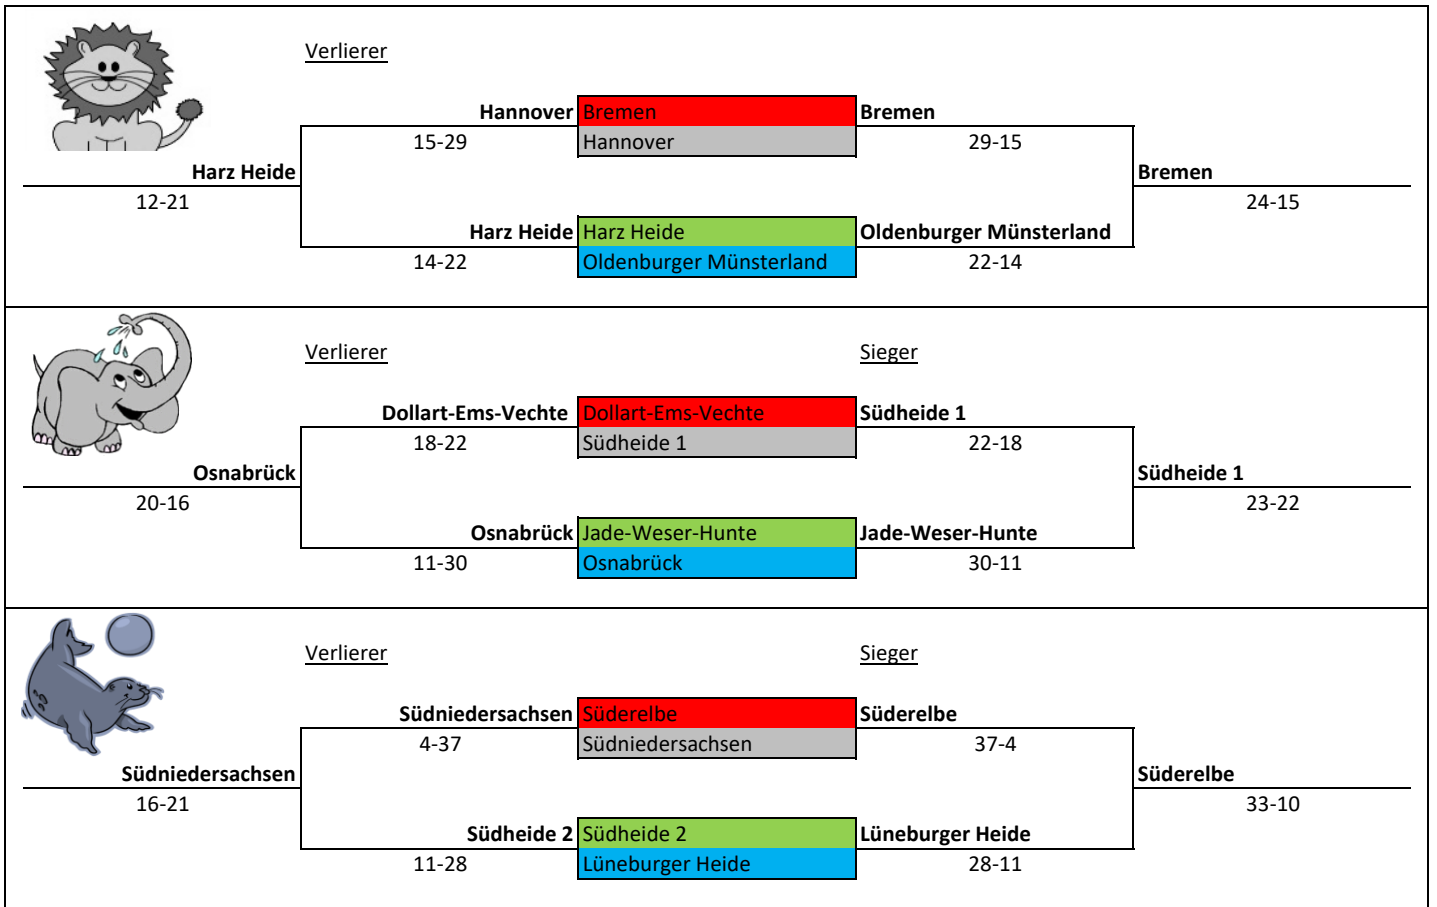 Verlierer
Hannover Bremen Bremen
15-29 Hannover 29-15
Harz Heide Bremen
12-21 24-15
Harz Heide Harz Heide Oldenburger Münsterland
14-22 Oldenburger Münsterland 22-14
Verlierer Sieger
Dollart-Ems-Vechte Dollart-Ems-Vechte Südheide 1
18-22 Südheide 1 22-18
Osnabrück Südheide 1
20-16 23-22
Osnabrück Jade-Weser-Hunte Jade-Weser-Hunte
11-30 Osnabrück 30-11
Verlierer Sieger
Südniedersachsen Süderelbe Süderelbe
4-37 Südniedersachsen 37-4
Südniedersachsen Süderelbe
16-21 33-10
Südheide 2 Südheide 2 Lüneburger Heide
11-28 Lüneburger Heide 28-11